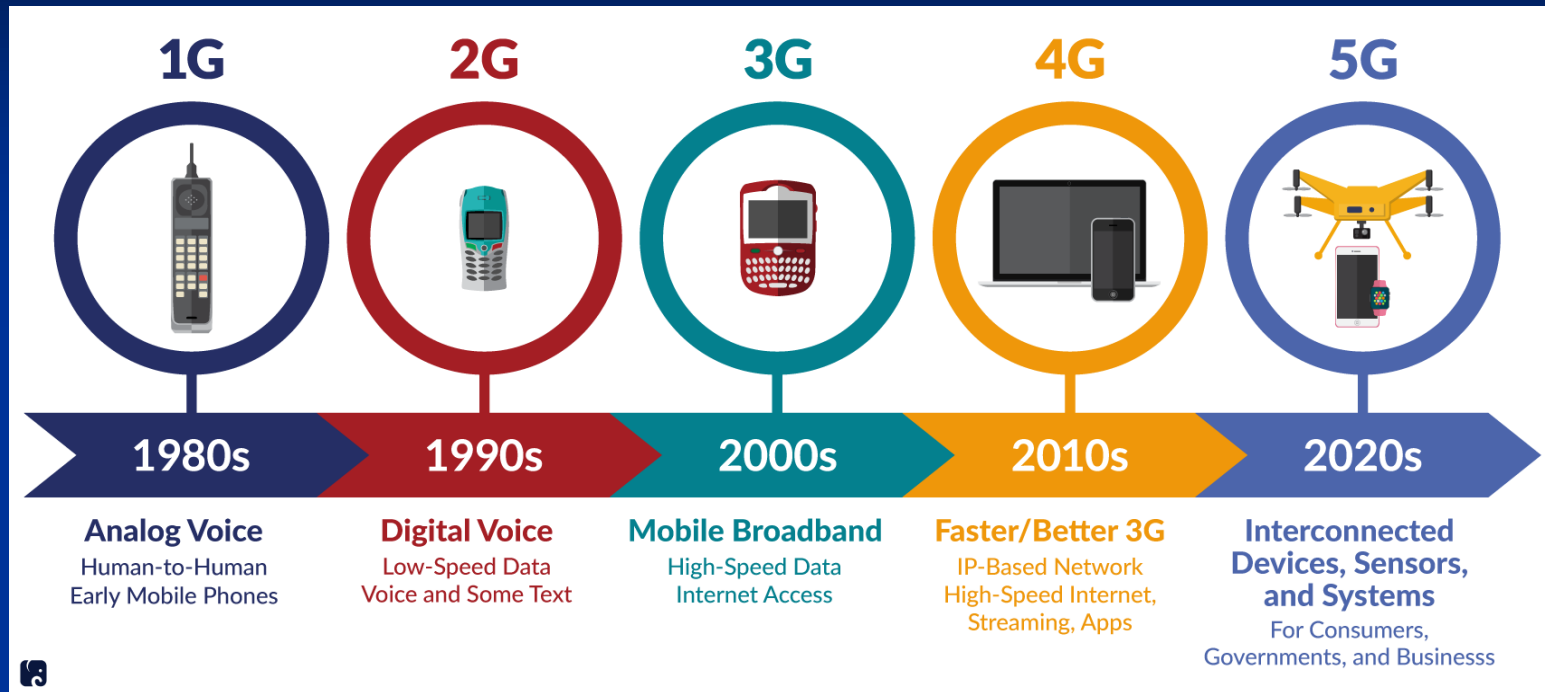 1G
2G
3G
4G
5G
1980s
1990s
2000s
2010s
2020s
Analog Voice
Human-to-Human
Early Mobile Phones
Digital Voice
Low-Speed Data
Voice and Some Text
Mobile Broadband
High-Speed Data
Internet Access
Faster/Better 3G
IP-Based Network
High-Speed Internet,
Streaming, Apps
Interconnected
Devices, Sensors,
and Systems
For Consumers,
Governments, and Businesss